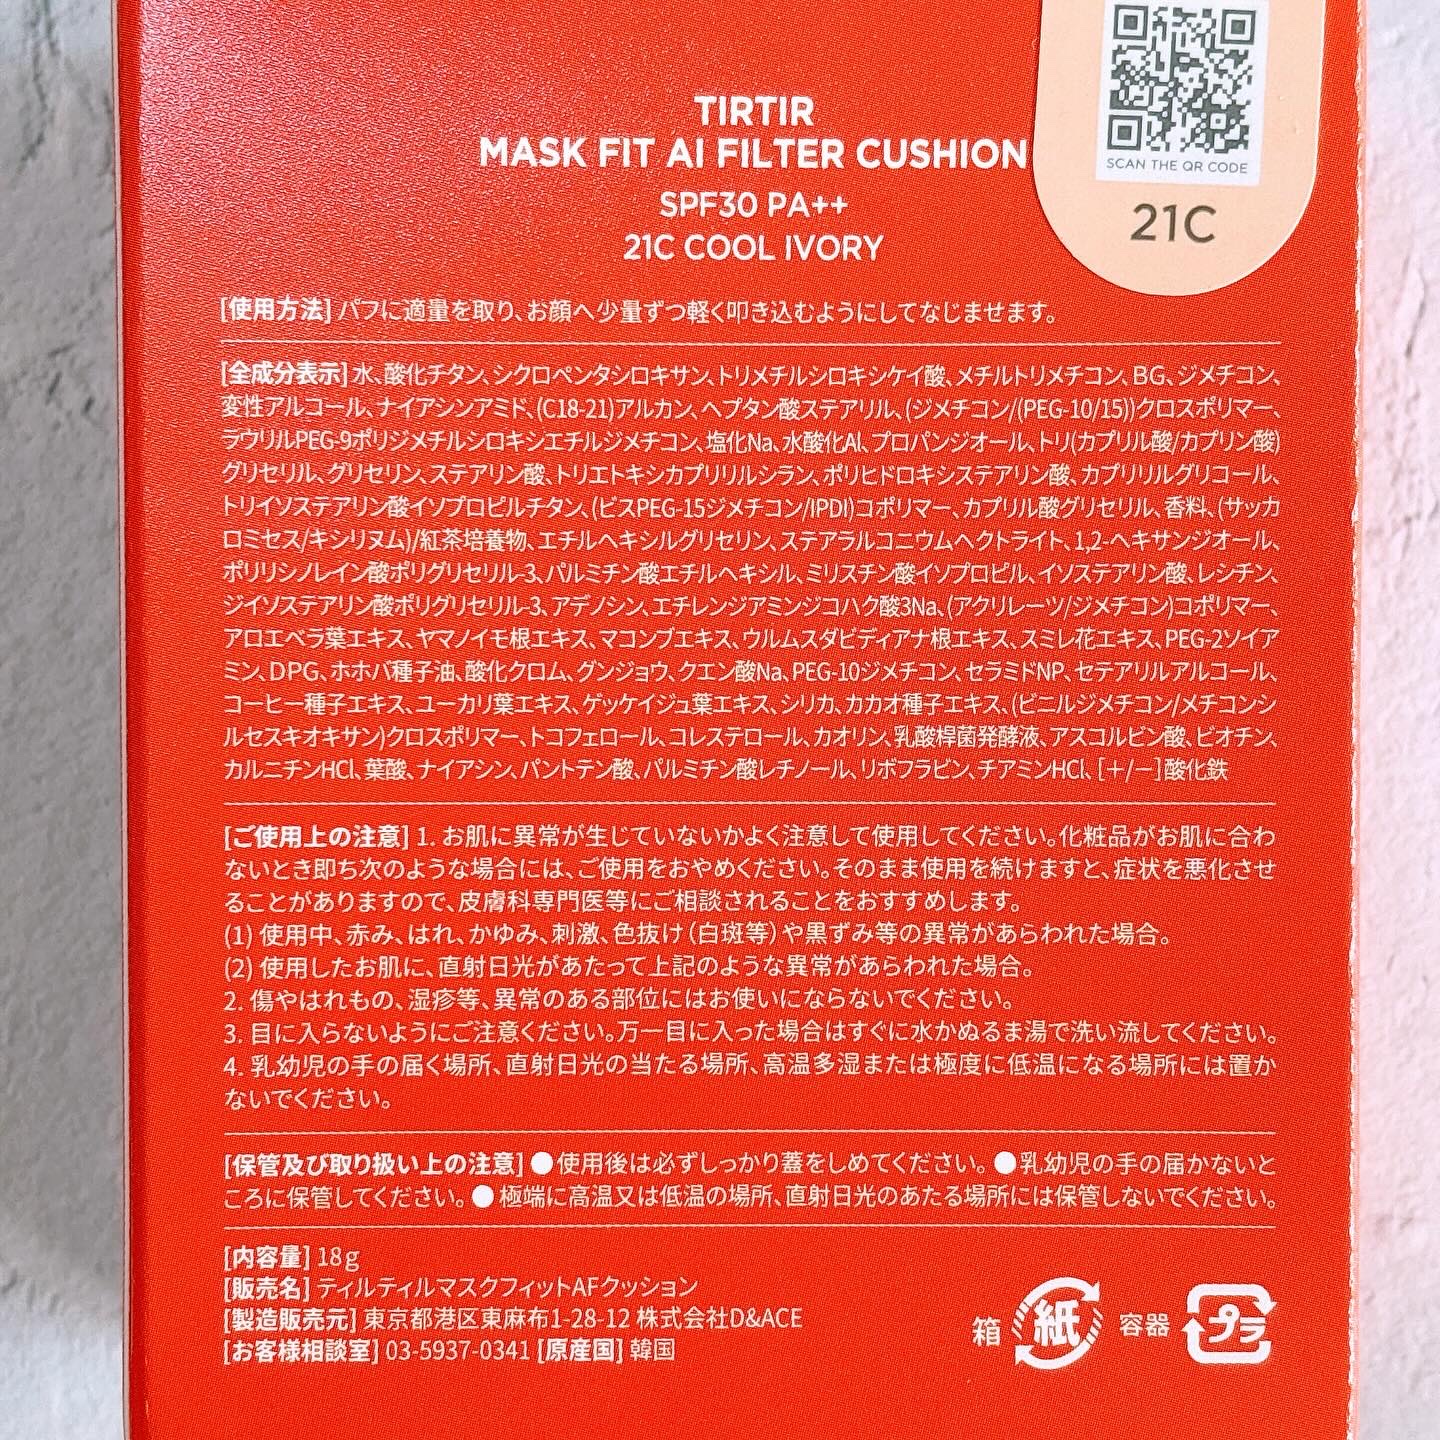 TIRTIR
MASK FIT AI FILTER CUSHION
SPF30 PA++
21C COOL IVORY
SCAN THE QR CODE
21C
[使用方法] パフに適量を取り、お顔へ少量ずつ軽く叩き込むようにしてなじませます。
[全成分表示] 水、酸化チタン、シクロペンタシロキサン、トリメチルシロキシケイ酸、メチルトリメチコン、BG、ジメチコン、
変性アルコール、ナイアシンアミド、(C18-21)アルカン、ヘプタン酸ステアリル、(ジメチコン/(PEG-10/15))クロスポリマー、
ラウリルPEG-9ポリジメチルシロキシエチルジメチコン、塩化Na、水酸化Al、プロパンジオール、トリ(カプリル酸/カプリン酸)
グリセリル、グリセリン、ステアリン酸、トリエトキシカプリリルシラン、ポリヒドロキシステアリン酸、カプリリルグリコール、
トリイソステアリン酸イソプロピルチタン、(ビスPEG-15ジメチコン/IPDI)コポリマー、カプリル酸グリセリル、香料、(サッカ
ロミセス/キシリヌム)/紅茶培養物、エチルヘキシルグリセリン、ステアラルコニウムヘクトライト、1,2-ヘキサンジオール、
ポリリシノレイン酸ポリグリセリル-3、パルミチン酸エチルヘキシル、ミリスチン酸イソプロピル、イソステアリン酸、レシチン、
ジイソステアリン酸ポリグリセリル-3、アデノシン、エチレンジアミンジコハク酸3Na、(アクリレーツ/ジメチコン)コポリマー、
アロエベラ葉エキス、ヤマノイモ根エキス、マコンブエキス、ウルムスダビディアナ根エキス、スミレ花エキス、PEG-2ソイア
ミン、DPG、ホホバ種子油、酸化クロム、グンジョウ、クエン酸Na、PEG-10ジメチコン、セラミドNP、セテアリルアルコール、
コーヒー種子エキス、ユーカリ葉エキス、ゲッケイジュ葉エキス、シリカ、カカオ種子エキス、(ビニルジメチコン/メチコンシ
ルセスキオキサン)クロスポリマー、トコフェロール、コレステロール、カオリン、乳酸桿菌発酵液、アスコルビン酸、ビオチン、
カルニチンHCl、葉酸、ナイアシン、パントテン酸、パルミチン酸レチノール、リボフラビン、チアミンHCl、[+/－]酸化鉄
[ご使用上の注意] 1. お肌に異常が生じていないかよく注意して使用してください。化粧品がお肌に合わ
ないとき即ち次のような場合には、ご使用をおやめください。そのまま使用を続けますと、症状を悪化させ
ることがありますので、皮膚科専門医等にご相談されることをおすすめします。
(1) 使用中、赤み、はれ、かゆみ、刺激、色抜け（白斑等）や黒ずみ等の異常があらわれた場合。
(2) 使用したお肌に、直射日光があたって上記のような異常があらわれた場合。
2. 傷やはれもの、湿疹等、異常のある部位にはお使いにならないでください。
3. 目に入らないようにご注意ください。万一目に入った場合はすぐに水かぬるま湯で洗い流してください。
4. 乳幼児の手の届く場所、直射日光の当たる場所、高温多湿または極度に低温になる場所には置か
ないでください。
[保管及び取り扱い上の注意] ●使用後は必ずしっかり蓋をしめてください。●乳幼児の手の届かないと
ころに保管してください。●極端に高温又は低温の場所、直射日光のあたる場所には保管しないでください。
[内容量] 18g
[販売名] ティルティルマスクフィットAFクッション
[製造販売元] 東京都港区東麻布1-28-12 株式会社D&ACE
[お客様相談室] 03-5937-0341 [原産国] 韓国
箱 紙 容器 プラ